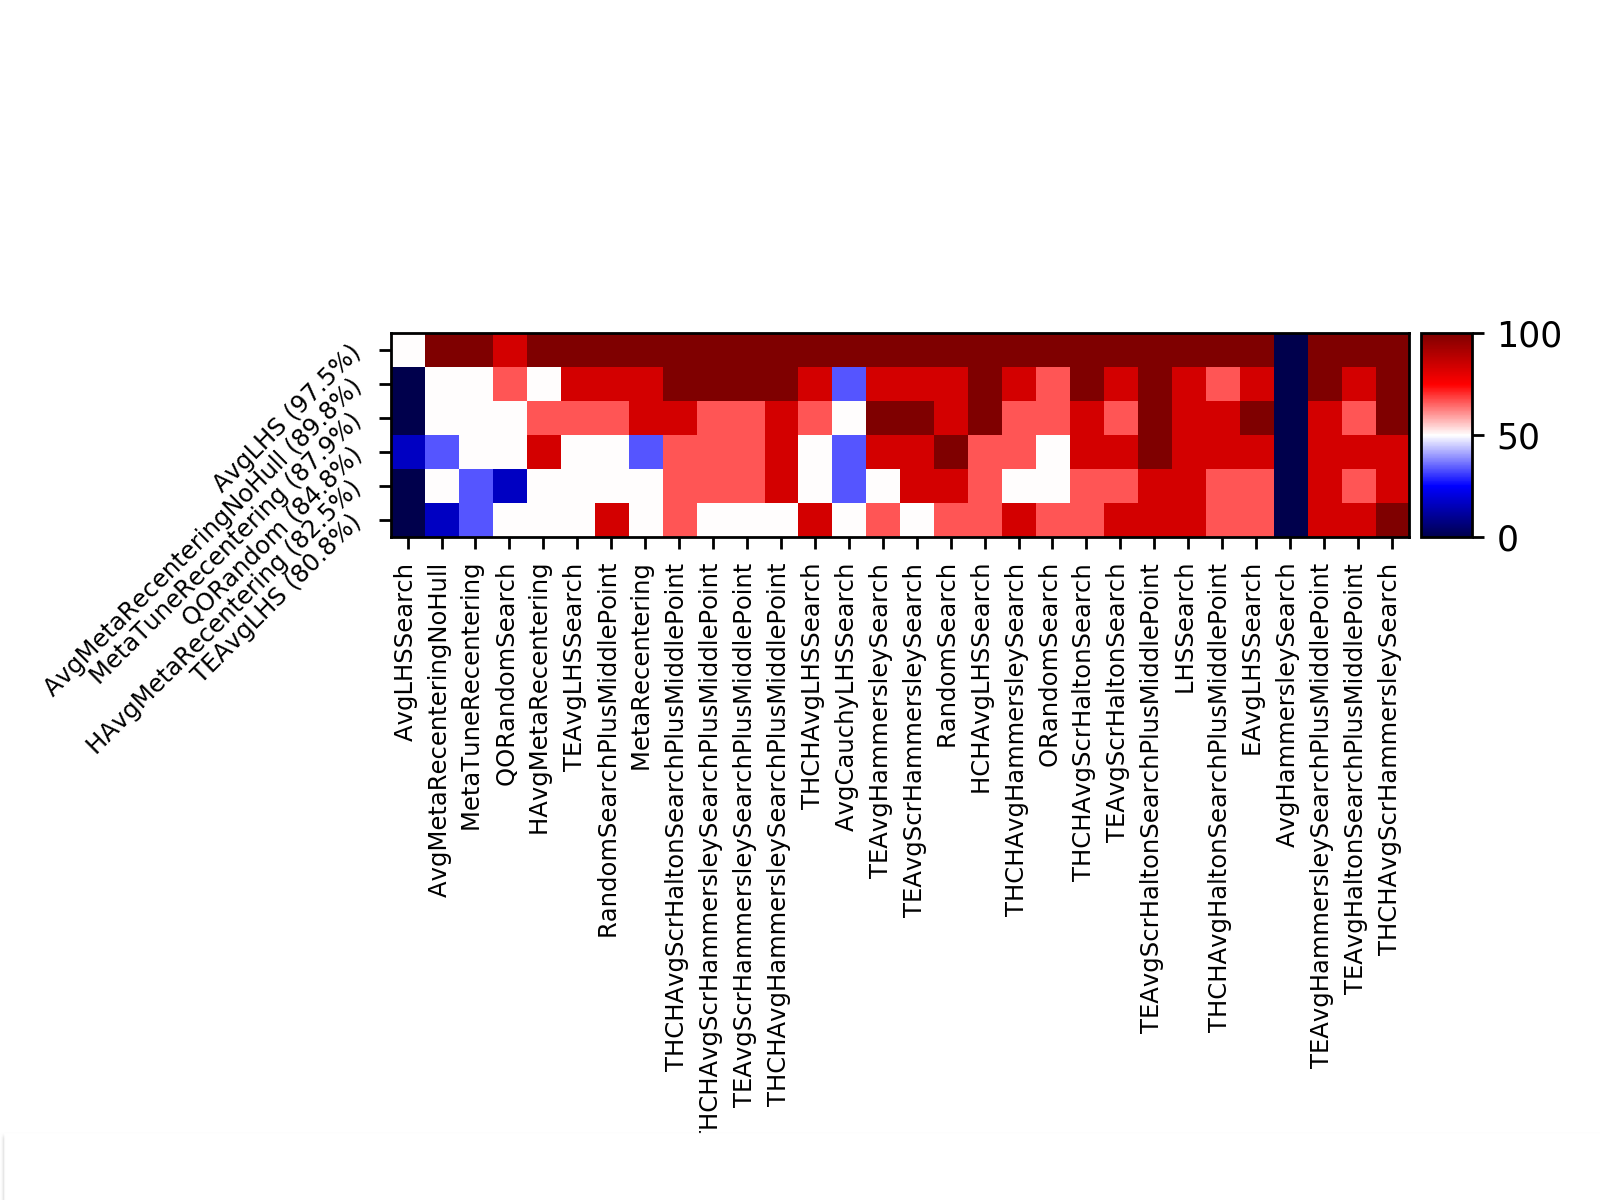 AvgLHS (97.5%)
AvgMetaRecenteringNoHull (89.8%)
MetaTuneRecentering (87.9%)
QORandom (84.8%)
HAvgMetaRecentering (82.5%)
TEAvgLHS (80.8%)
100
50
0
AvgLHSSearch
AvgMetaRecenteringNoHull
MetaTuneRecentering
QORandomSearch
HAvgMetaRecentering
TEAvgLHSSearch
RandomSearchPlusMiddlePoint
MetaRecentering
THCHAvgScrHaltonSearchPlusMiddlePoint
HCHAvgScrHammersleySearchPlusMiddlePoint
TEAvgScrHammersleySearchPlusMiddlePoint
THCHAvgHammersleySearchPlusMiddlePoint
THCHAvgLHSSearch
AvgCauchyLHSSearch
TEAvgHammersleySearch
TEAvgScrHammersleySearch
RandomSearch
HCHAvgLHSSearch
THCHAvgHammersleySearch
ORandomSearch
THCHAvgScrHaltonSearch
TEAvgScrHaltonSearch
TEAvgScrHaltonSearchPlusMiddlePoint
LHSSearch
THCHAvgHaltonSearchPlusMiddlePoint
EAvgLHSSearch
AvgHammersleySearch
TEAvgHammersleySearchPlusMiddlePoint
TEAvgHaltonSearchPlusMiddlePoint
THCHAvgScrHammersleySearch